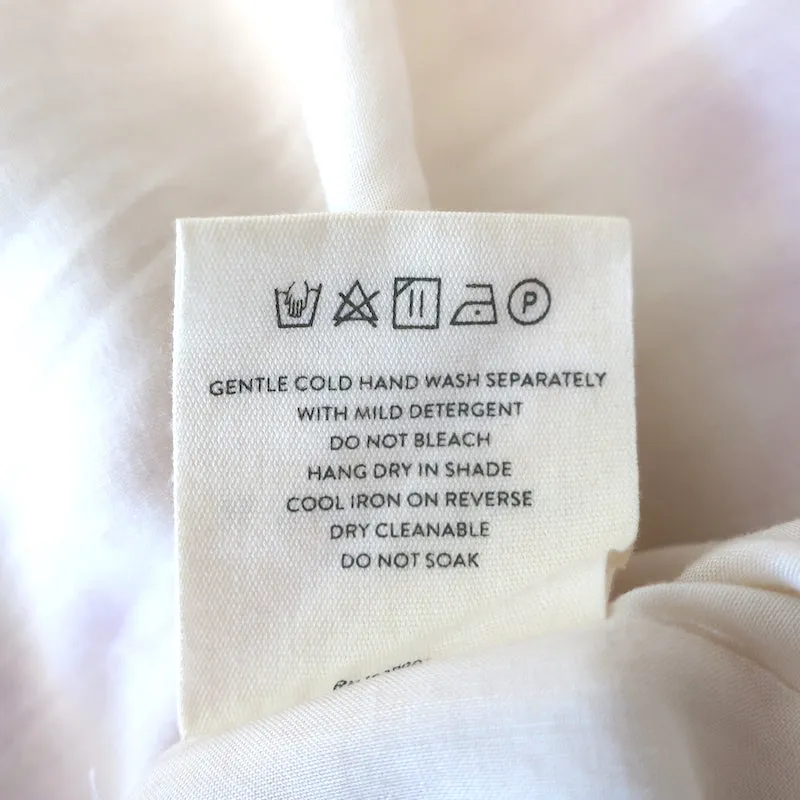 P
GENTLE COLD HAND WASH SEPARATELY
WITH MILD DETERGENT
DO NOT BLEACH
HANG DRY IN SHADE
COOL IRON ON REVERSE
DRY CLEANABLE
DO NOT SOAK